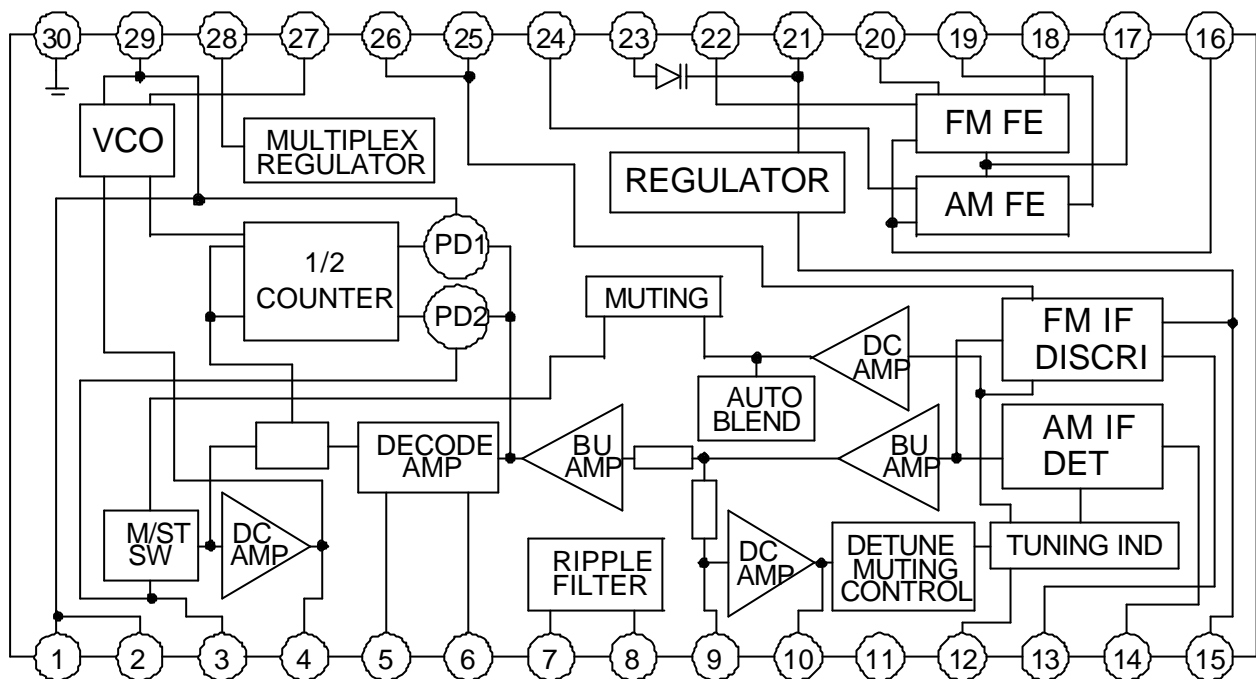 30 29 28 27 26 25 24 23 22 21 20 19 18 17 16
VCO
MULTIPLEX
REGULATOR
FM FE
REGULATOR
AM FE
PD1
1/2
COUNTER
PD2
MUTING
DC
AMP
FM IF
DISCRI
AUTO
BLEND
DECODE
AMP
BU
AMP
BU
AMP
AM IF
DET
M/ST
SW
DC
AMP
RIPPLE
FILTER
DC
AMP
DETUNE
MUTING
CONTROL
TUNING IND
1 2 3 4 5 6 7 8 9 10 11 12 13 14 15